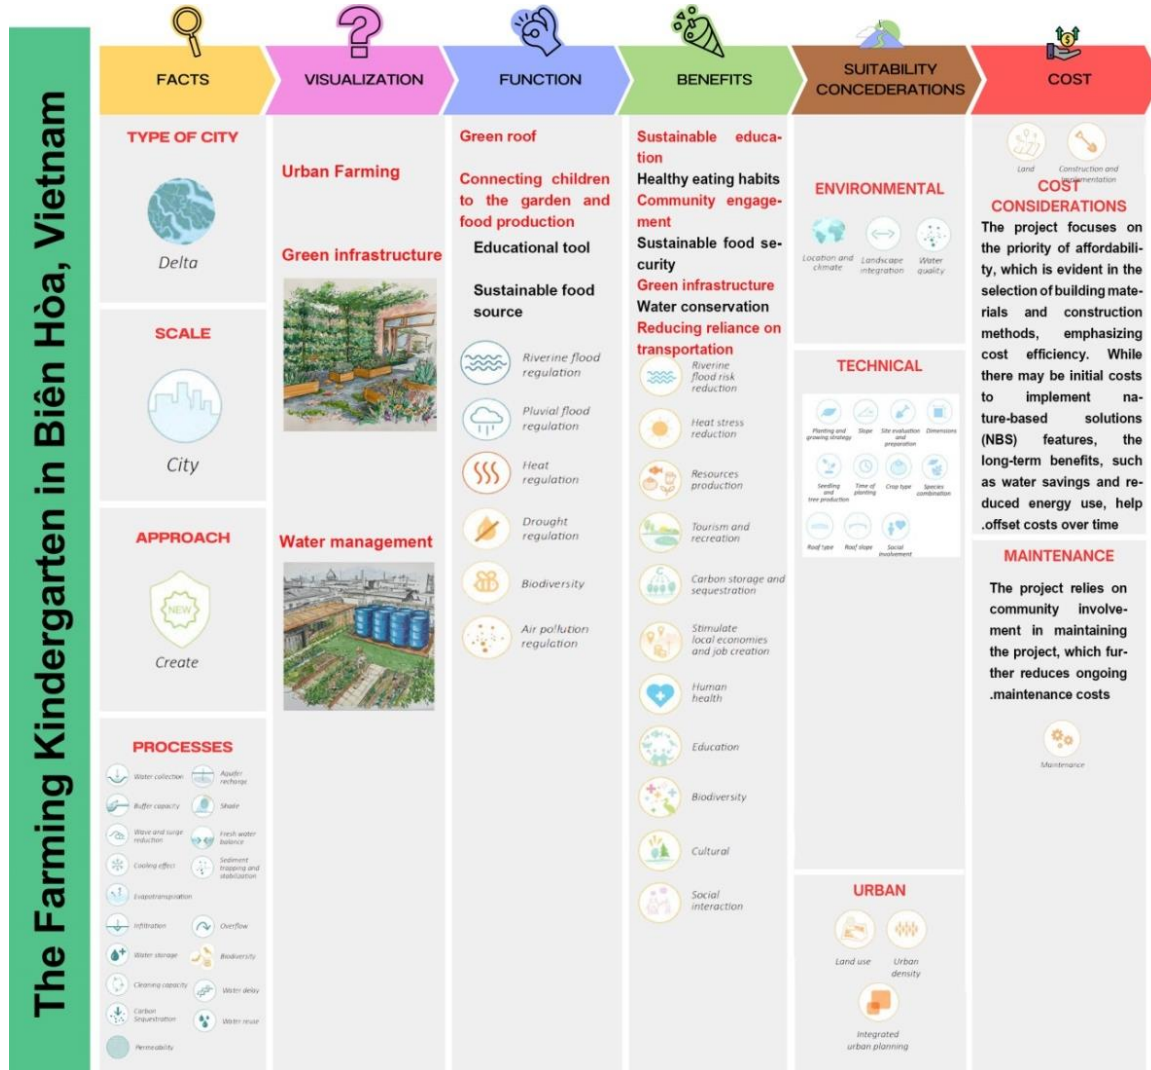 The Farming Kindergarten in Biên Hòa, Vietnam
FACTS
TYPE OF CITY
Delta
SCALE
City
APPROACH
NEW
Create
PROCESSES
Water collection
Aquifer
recharge
Buffer capacity
Shade
Wave and surge
reduction
Fresh water
balance
Cooling effect
Sediment
trapping and
stabilization
Evapotranspiration
Infiltration
Overflow
Water storage
Biodiversity
Cleaning capacity
Water delay
Carbon
Sequestration
Water reuse
Permeability
VISUALIZATION
Urban Farming
Green infrastructure
Water management
FUNCTION
Green roof
Connecting children
to the garden and
food production
Educational tool
Sustainable food
source
Riverine flood
regulation
Pluvial flood
regulation
Heat
regulation
Drought
regulation
Biodiversity
Air pollution
regulation
BENEFITS
Sustainable educa-
tion
Healthy eating habits
Community engage-
ment
Sustainable food se-
curity
Green infrastructure
Water conservation
Reducing reliance on
transportation
Riverine
flood risk
reduction
Heat stress
reduction
Resources
production
Tourism and
recreation
Carbon storage and
sequestration
Stimulate
local economies
and job creation
Human
health
Education
Biodiversity
Cultural
Social
interaction
SUITABILITY
CONCEDERATIONS
ENVIRONMENTAL
Location and
climate
Landscape
integration
Water
quality
TECHNICAL
Planting and
growing strategy
Slope
Site evaluation
and
preparation
Dimensions
Seedling
and
tree production
Time of
planting
Crop type
Species
combination
Roof type
Roof slope
Social
involvement
URBAN
Land use
Urban
density
Integrated
urban planning
COST
Land
Construction and
implementation
COST
CONSIDERATIONS
The project focuses on
the priority of affordabili-
ty, which is evident in the
selection of building mate-
rials and construction
methods, emphasizing
cost efficiency. While
there may be initial costs
to implement na-
ture-based solutions
(NBS) features, the
long-term benefits, such
as water savings and re-
duced energy use, help
.offset costs over time
MAINTENANCE
The project relies on
community involve-
ment in maintaining
the project, which fur-
ther reduces ongoing
.maintenance costs
Maintenance